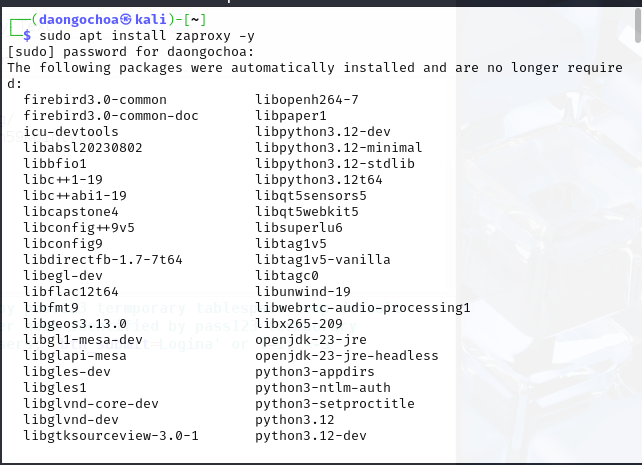 ┌──(daongochoa㉿kali)-[~]
└─$ sudo apt install zaproxy -y
[sudo] password for daongochoa:
The following packages were automatically installed and are no longer require
d:
firebird3.0-common libopenh264-7
firebird3.0-common-doc libpaper1
icu-devtools libpython3.12-dev
libabsl20230802 libpython3.12-minimal
libbfio1 libpython3.12-stdlib
libc++1-19 libpython3.12t64
libc++abi1-19 libqt5sensors5
libcapstone4 libqt5webkit5
libconfig++9v5 libsuperlu6
libconfig9 libtag1v5
libdirectfb-1.7-7t64 libtag1v5-vanilla
libegl-dev libtagc0
libflac12t64 libunwind-19
libfmt9 libwebrtc-audio-processing1
libgeos3.13.0 libx265-209
libgl1-mesa-dev openjdk-23-jre
libglapi-mesa openjdk-23-jre-headless
libgles-dev python3-appdirs
libgles1 python3-ntlm-auth
libglvnd-core-dev python3-setproctitle
libglvnd-dev python3.12
libgtksourceview-3.0-1 python3.12-dev